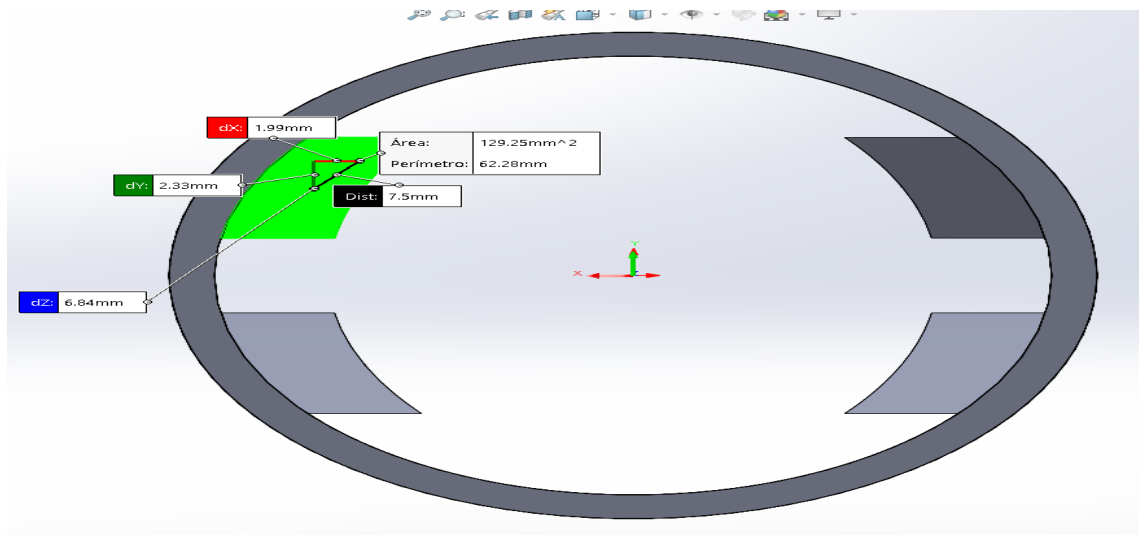 dX: 1.99mm
Área: 129.25mm^2
Perímetro: 62.28mm
dY: 2.33mm
Dist: 7.5mm
Y
X
dZ: 6.84mm